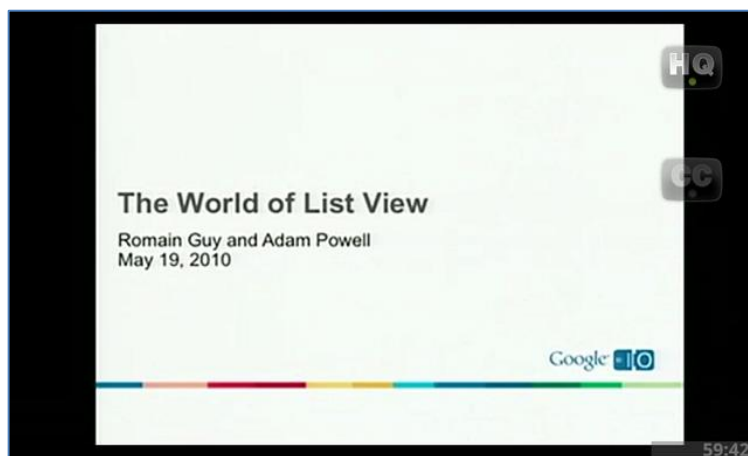 HQ
CC
The World of List View
Romain Guy and Adam Powell
May 19, 2010
Google IO
59:42